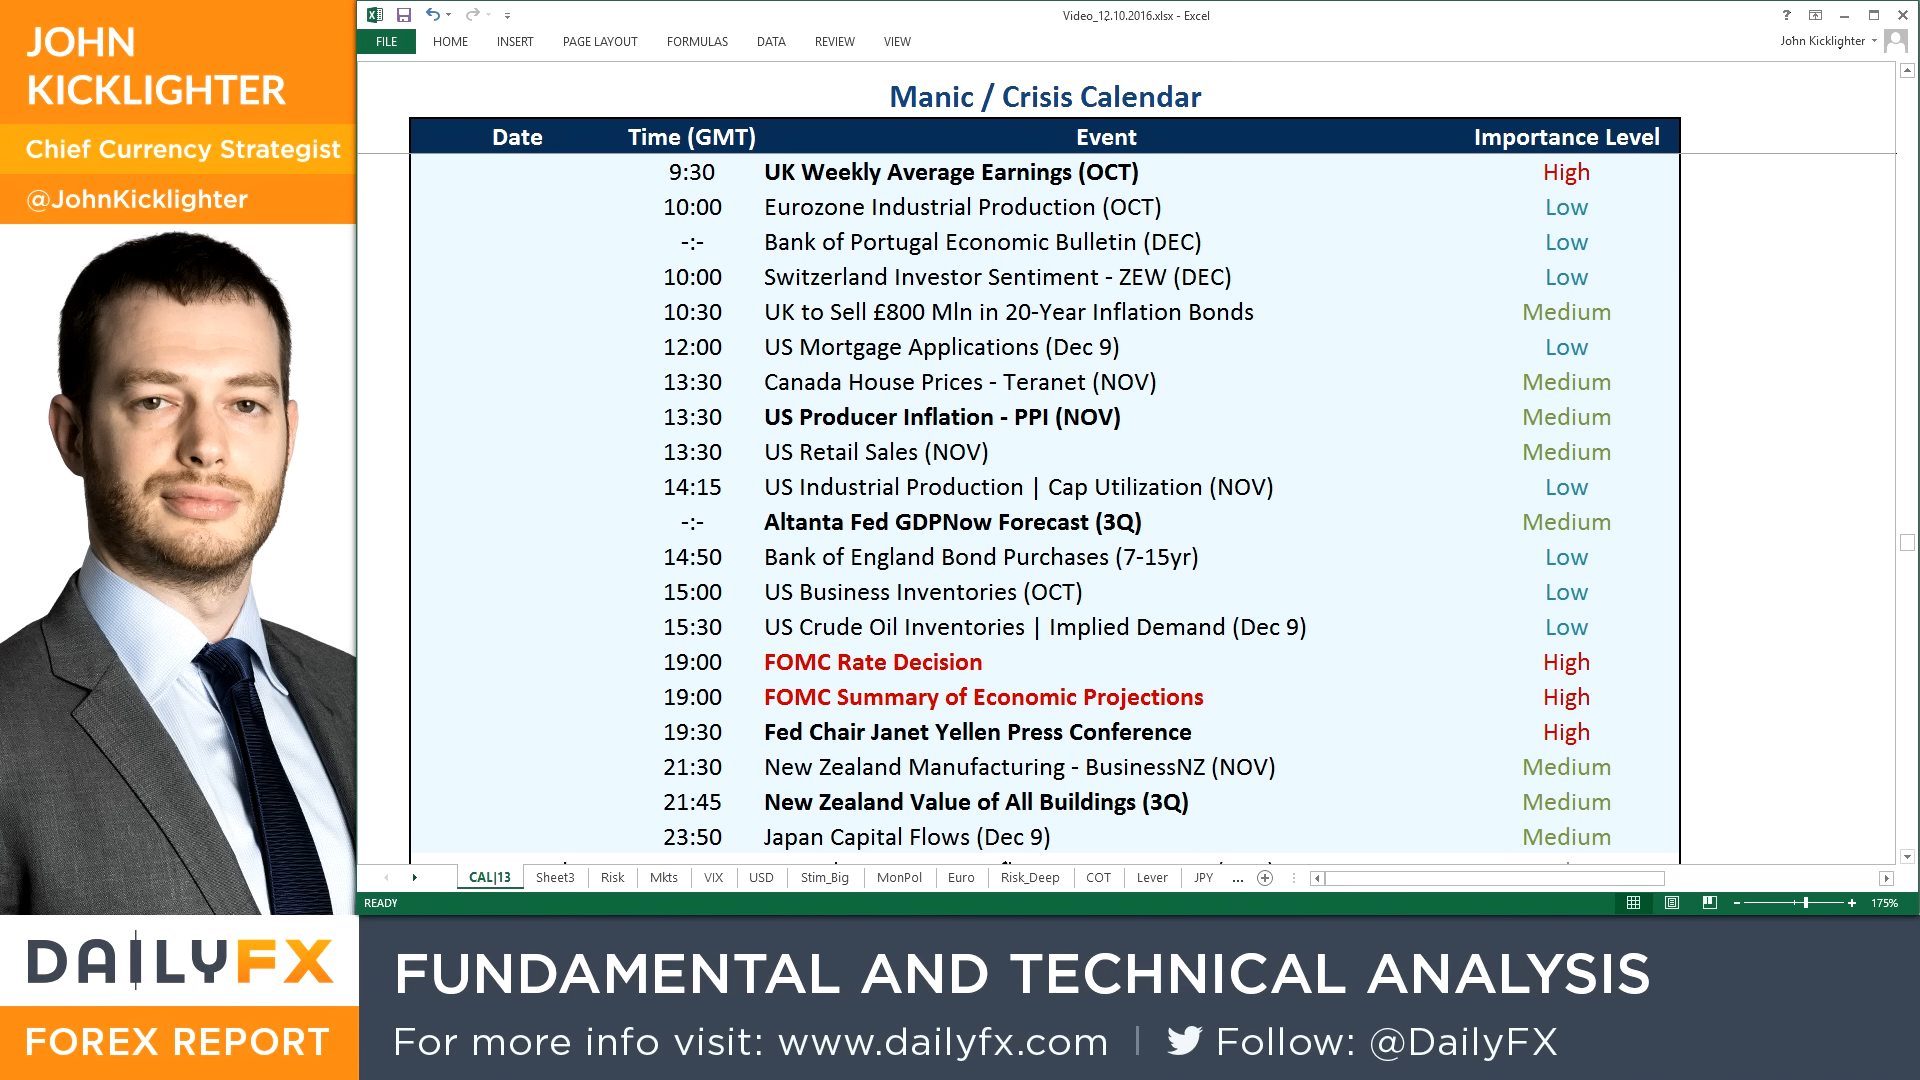 JOHN
KICKLIGHTER
Chief Currency Strategist
@JohnKicklighter
Video_12.10.2016.xlsx - Excel
?
FILE HOME INSERT PAGE LAYOUT FORMULAS DATA REVIEW VIEW
John Kicklighter
Manic / Crisis Calendar
Date Time (GMT) Event Importance Level
9:30 UK Weekly Average Earnings (OCT) High
10:00 Eurozone Industrial Production (OCT) Low
-:- Bank of Portugal Economic Bulletin (DEC) Low
10:00 Switzerland Investor Sentiment - ZEW (DEC) Low
10:30 UK to Sell £800 Mln in 20-Year Inflation Bonds Medium
12:00 US Mortgage Applications (Dec 9) Low
13:30 Canada House Prices - Teranet (NOV) Medium
13:30 US Producer Inflation - PPI (NOV) Medium
13:30 US Retail Sales (NOV) Medium
14:15 US Industrial Production | Cap Utilization (NOV) Low
-:- Altanta Fed GDPNow Forecast (3Q) Medium
14:50 Bank of England Bond Purchases (7-15yr) Low
15:00 US Business Inventories (OCT) Low
15:30 US Crude Oil Inventories | Implied Demand (Dec 9) Low
19:00 FOMC Rate Decision High
19:00 FOMC Summary of Economic Projections High
19:30 Fed Chair Janet Yellen Press Conference High
21:30 New Zealand Manufacturing - BusinessNZ (NOV) Medium
21:45 New Zealand Value of All Buildings (3Q) Medium
23:50 Japan Capital Flows (Dec 9) Medium
CAL|13 Sheet3 Risk Mkts VIX USD Stim_Big MonPol Euro Risk_Deep COT Lever JPY ...
READY 175%
DAILYFX
FOREX REPORT
FUNDAMENTAL AND TECHNICAL ANALYSIS
For more info visit: www.dailyfx.com | Follow: @DailyFX